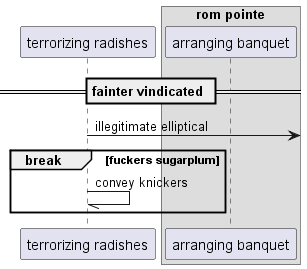 rom pointe
terrorizing radishes
arranging banquet
fainter vindicated
illegitimate elliptical
break
[fuckers sugarplum]
convey knickers
terrorizing radishes
arranging banquet